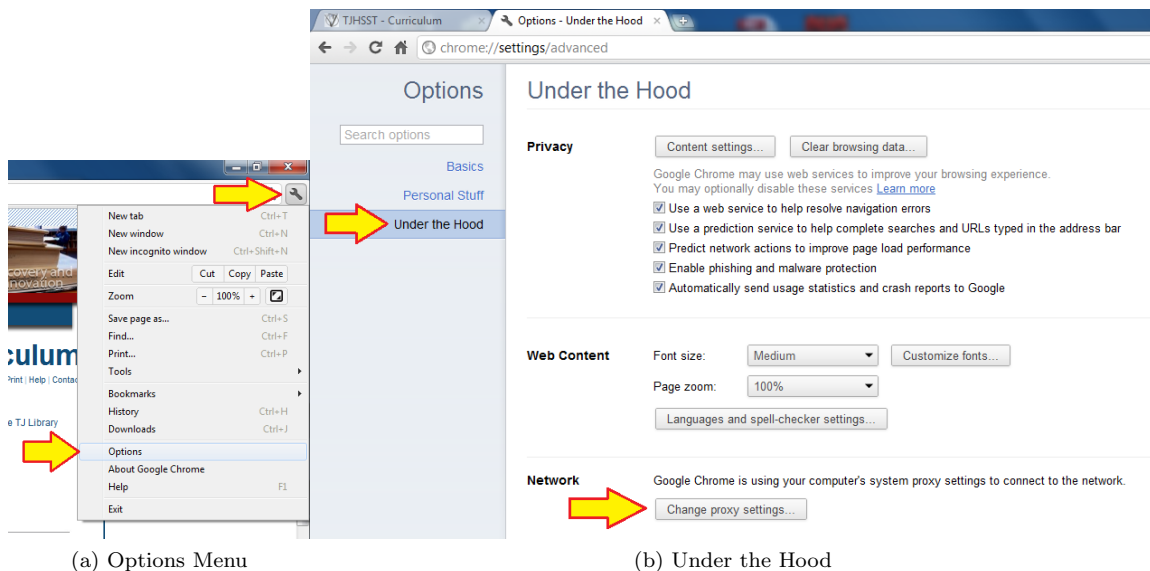 TJHSST - Curriculum
Options - Under the Hood
chrome://settings/advanced
Options
Search options
Basics
Personal Stuff
Under the Hood
Under the Hood
Privacy
Content settings... Clear browsing data...
Google Chrome may use web services to improve your browsing experience.
You may optionally disable these services Learn more
Use a web service to help resolve navigation errors
Use a prediction service to help complete searches and URLs typed in the address bar
Predict network actions to improve page load performance
Enable phishing and malware protection
Automatically send usage statistics and crash reports to Google
Web Content
Font size: Medium Customize fonts...
Page zoom: 100%
Languages and spell-checker settings...
Network
Google Chrome is using your computer's system proxy settings to connect to the network.
Change proxy settings...
New tab Ctrl+T
New window Ctrl+N
New incognito window Ctrl+Shift+N
Edit Cut Copy Paste
Zoom - 100% +
Save page as... Ctrl+S
Find... Ctrl+F
Print... Ctrl+P
Tools
Bookmarks
History Ctrl+H
Downloads Ctrl+J
Options
About Google Chrome
Help F1
Exit
covery and
nnovation
culum
Print | Help | Contac
e TJ Library
(a) Options Menu
(b) Under the Hood